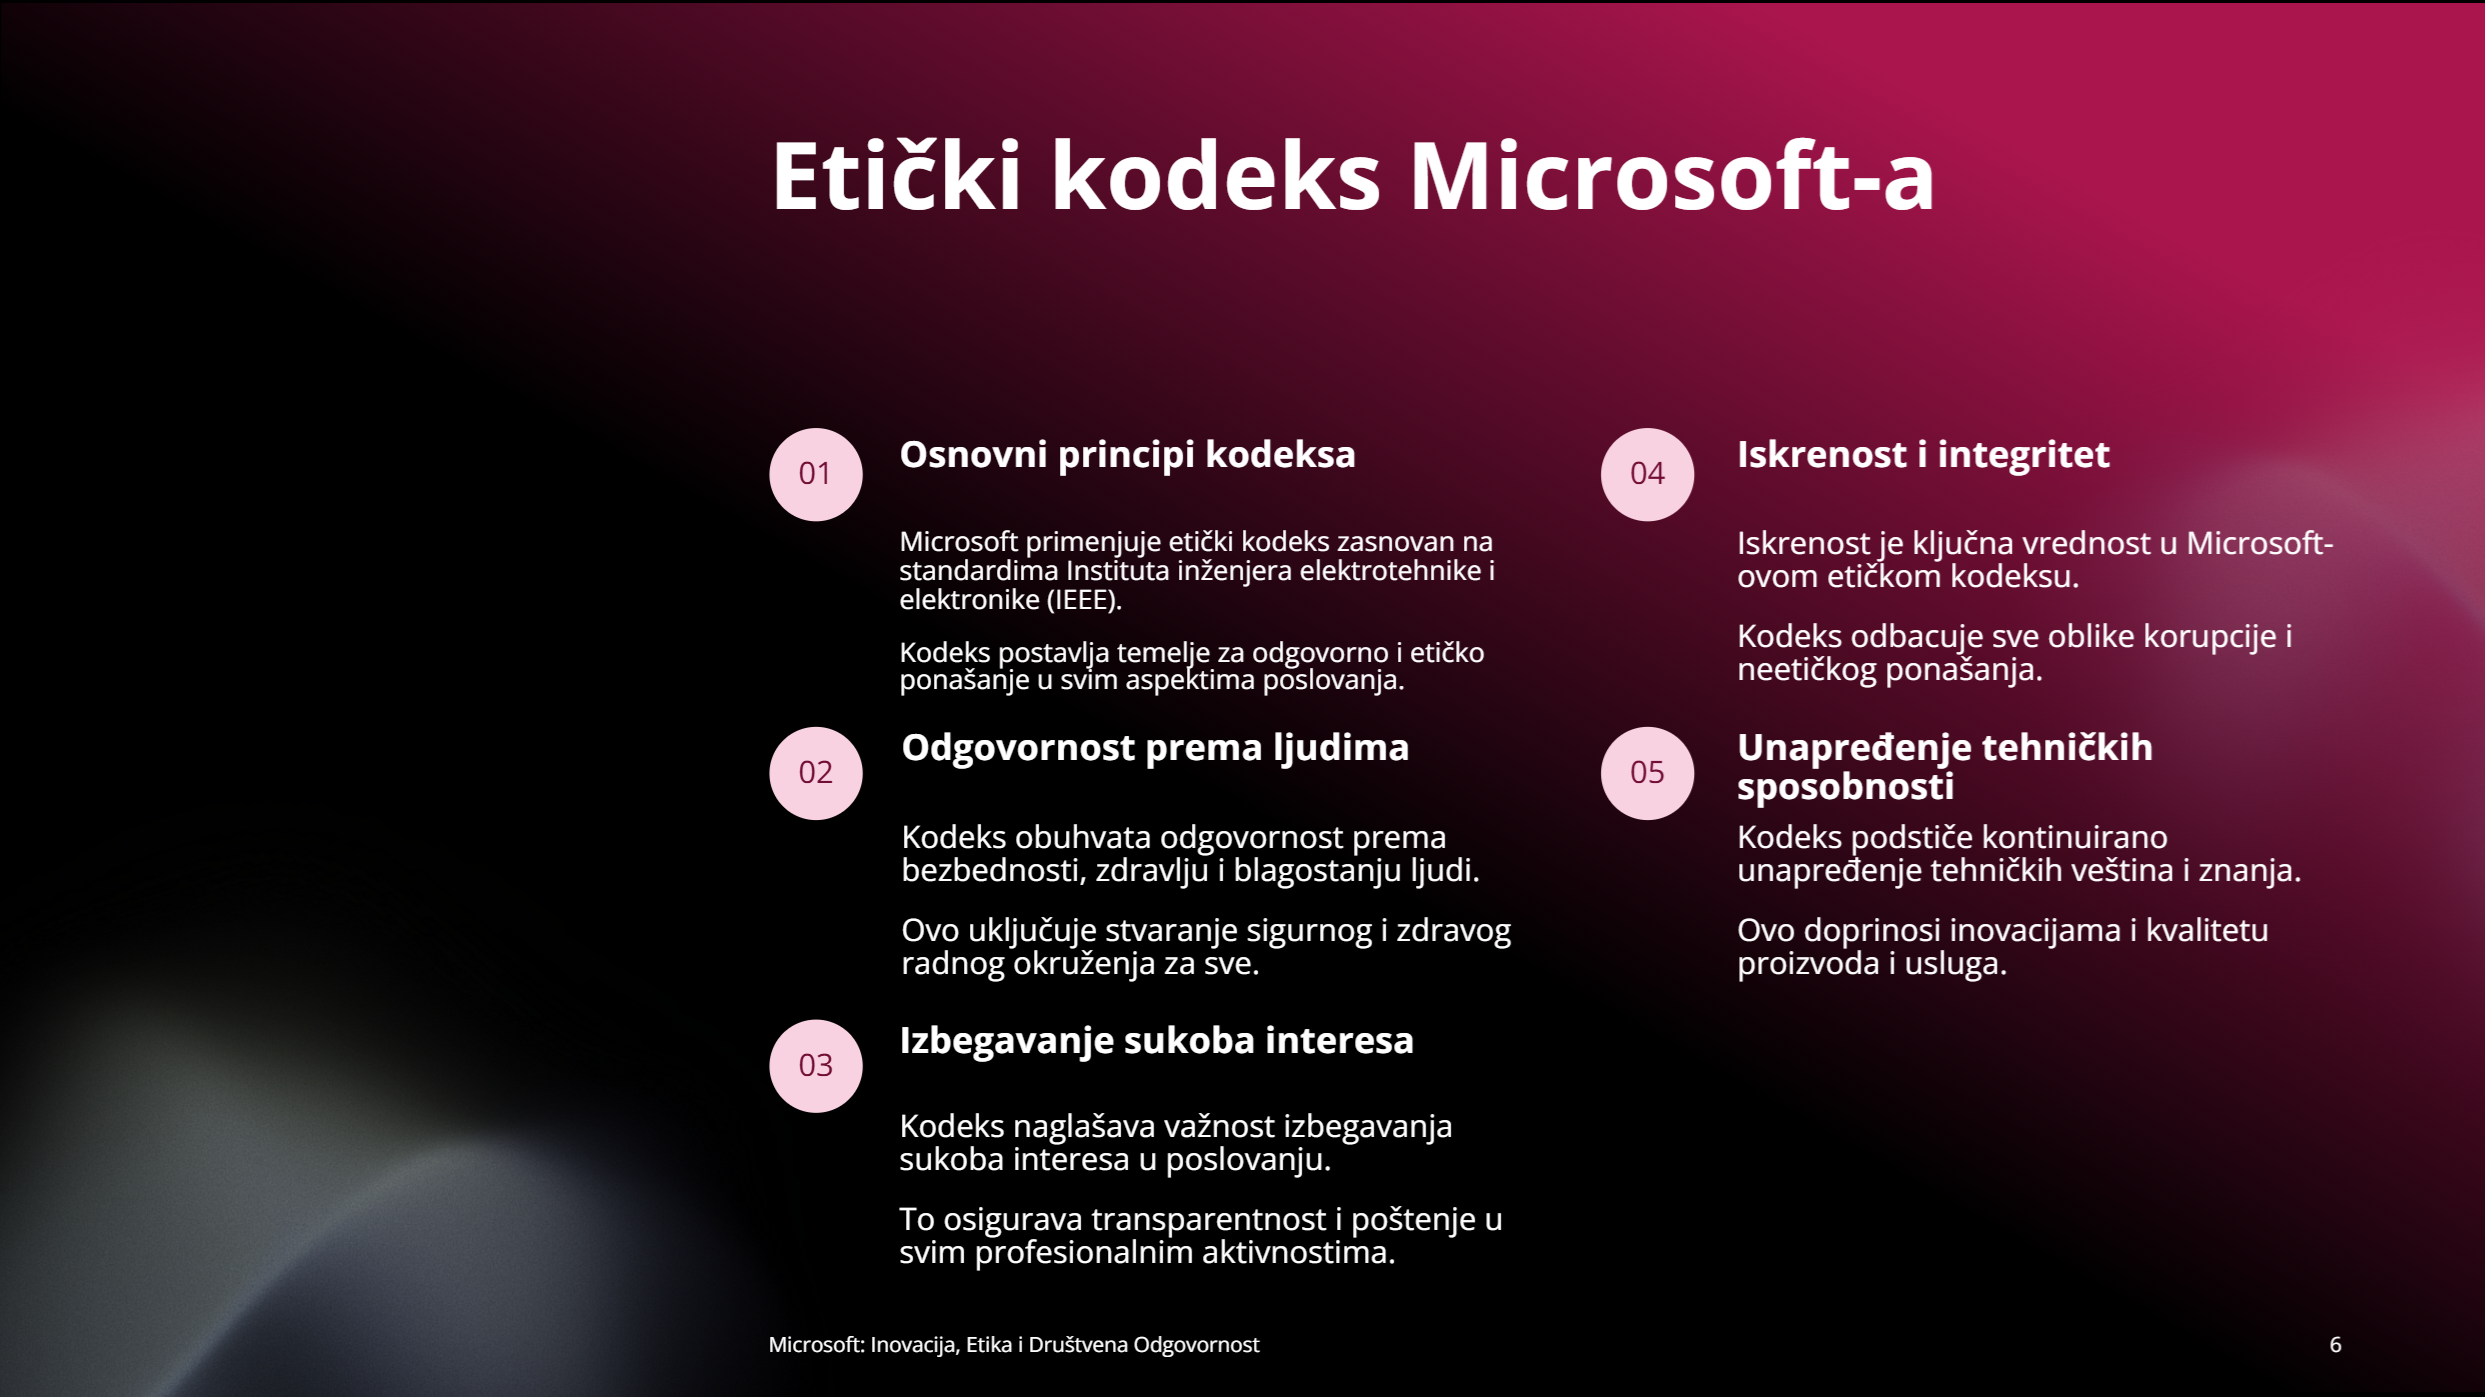 Etički kodeks Microsoft-a
01
Osnovni principi kodeksa
Microsoft primenjuje etički kodeks zasnovan na
standardima Instituta inženjera elektrotehnike i
elektronike (IEEE).
Kodeks postavlja temelje za odgovorno i etičko
ponašanje u svim aspektima poslovanja.
02
Odgovornost prema ljudima
Kodeks obuhvata odgovornost prema
bezbednosti, zdravlju i blagostanju ljudi.
Ovo uključuje stvaranje sigurnog i zdravog
radnog okruženja za sve.
03
Izbegavanje sukoba interesa
Kodeks naglašava važnost izbegavanja
sukoba interesa u poslovanju.
To osigurava transparentnost i poštenje u
svim profesionalnim aktivnostima.
04
Iskrenost i integritet
Iskrenost je ključna vrednost u Microsoft-
ovom etičkom kodeksu.
Kodeks odbacuje sve oblike korupcije i
neetičkog ponašanja.
05
Unapređenje tehničkih
sposobnosti
Kodeks podstiče kontinuirano
unapređenje tehničkih veština i znanja.
Ovo doprinosi inovacijama i kvalitetu
proizvoda i usluga.
Microsoft: Inovacija, Etika i Društvena Odgovornost
6